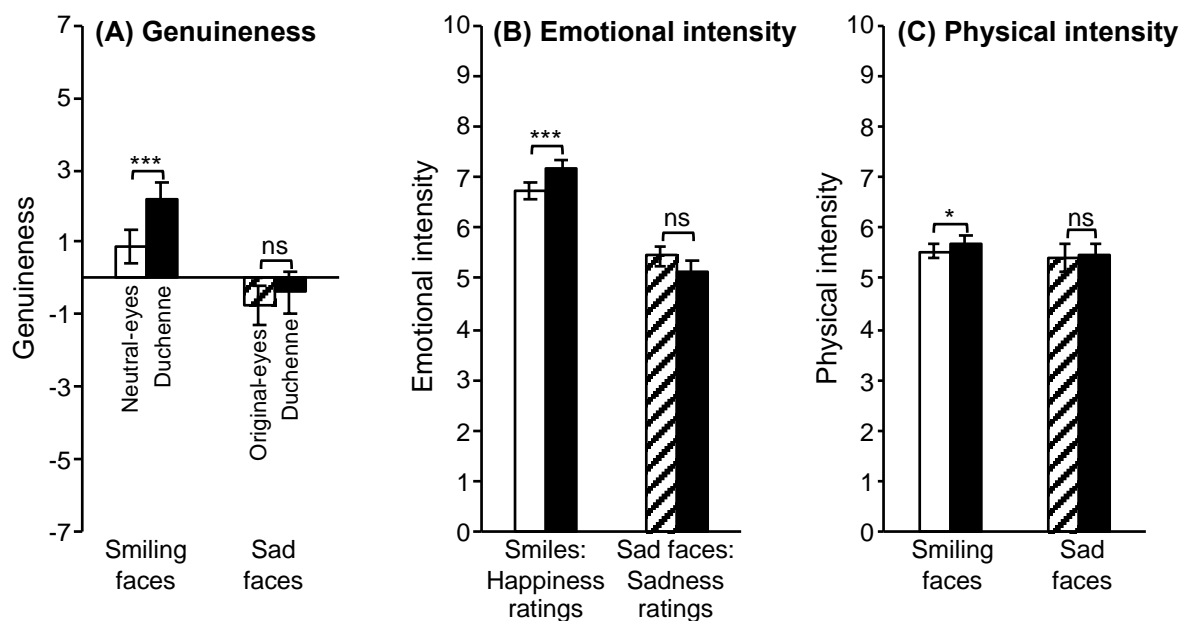 (A) Genuineness
Genuineness
7
5
3
1
-1
-3
-5
-7
***
ns
Neutral-eyes
Duchenne
Original-eyes
Duchenne
Smiling
faces
Sad
faces
(B) Emotional intensity
Emotional intensity
10
9
8
7
6
5
4
3
2
1
0
***
ns
Smiles:
Happiness
ratings
Sad faces:
Sadness
ratings
(C) Physical intensity
Physical intensity
10
9
8
7
6
5
4
3
2
1
0
*
ns
Smiling
faces
Sad
faces